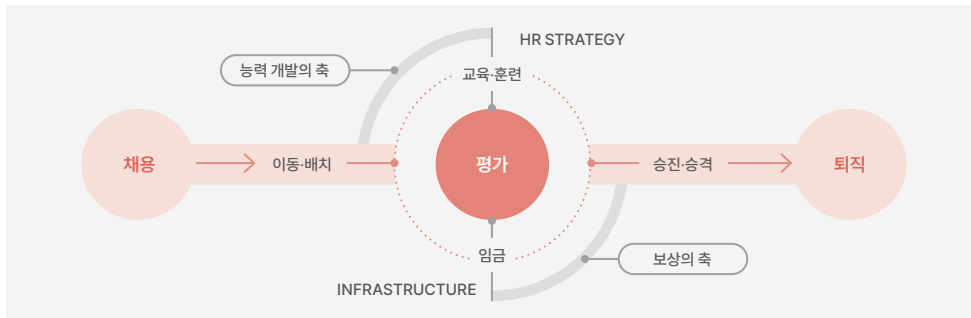 HR STRATEGY
능력 개발의 축
교육·훈련
채용
이동·배치
평가
승진·승격
퇴직
임금
보상의 축
INFRASTRUCTURE